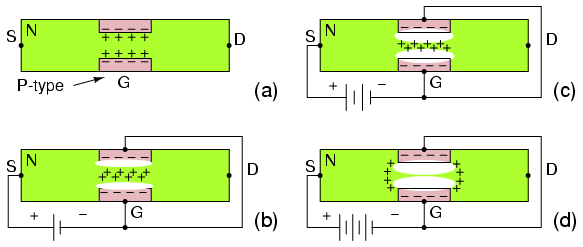 S N D
− − − − −
+ + + +
+ + + +
− − − − −
P-type G (a)
S N D
− − − − −
+ + + + + + + +
− − − − −
+ − G (b)
S N D
− − − − −
+ + + + + + + +
− − − − −
+ − G (c)
S N D
− − − − −
+ + + + + + + +
− − − − −
+ − G (d)